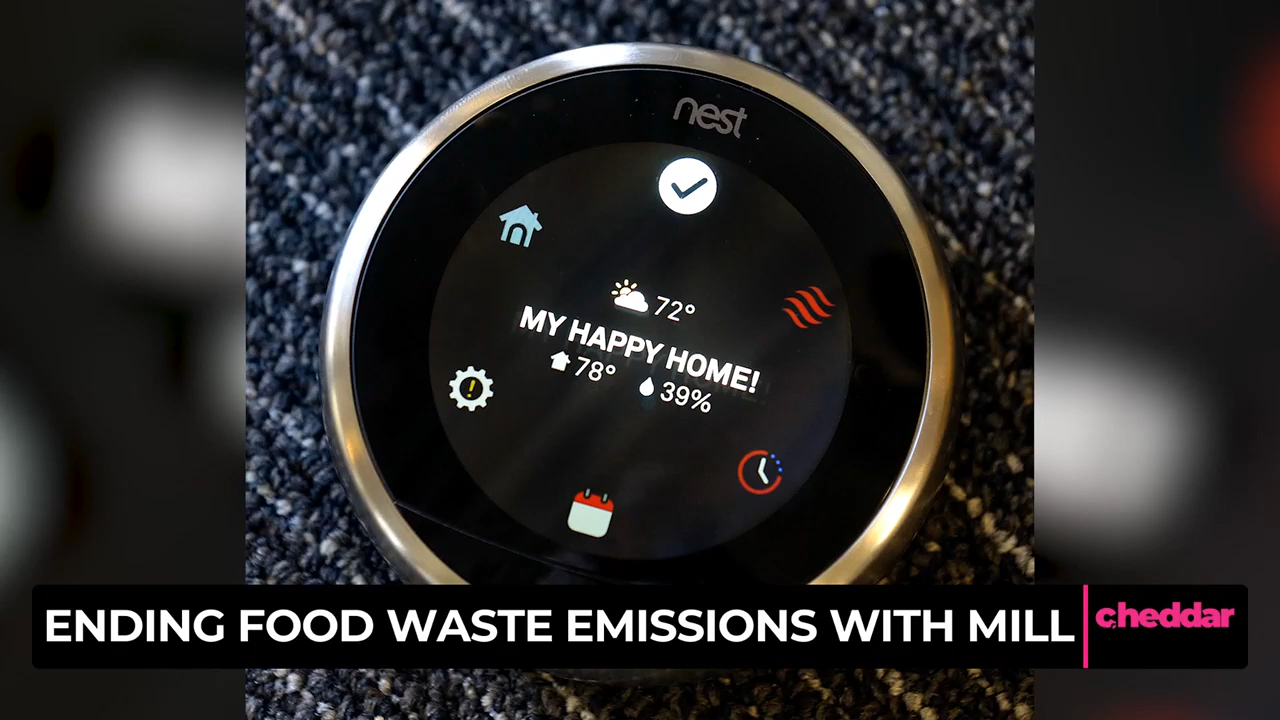 nest
72°
MY HAPPY HOME!
78° 39%
ENDING FOOD WASTE EMISSIONS WITH MILL
cheddar